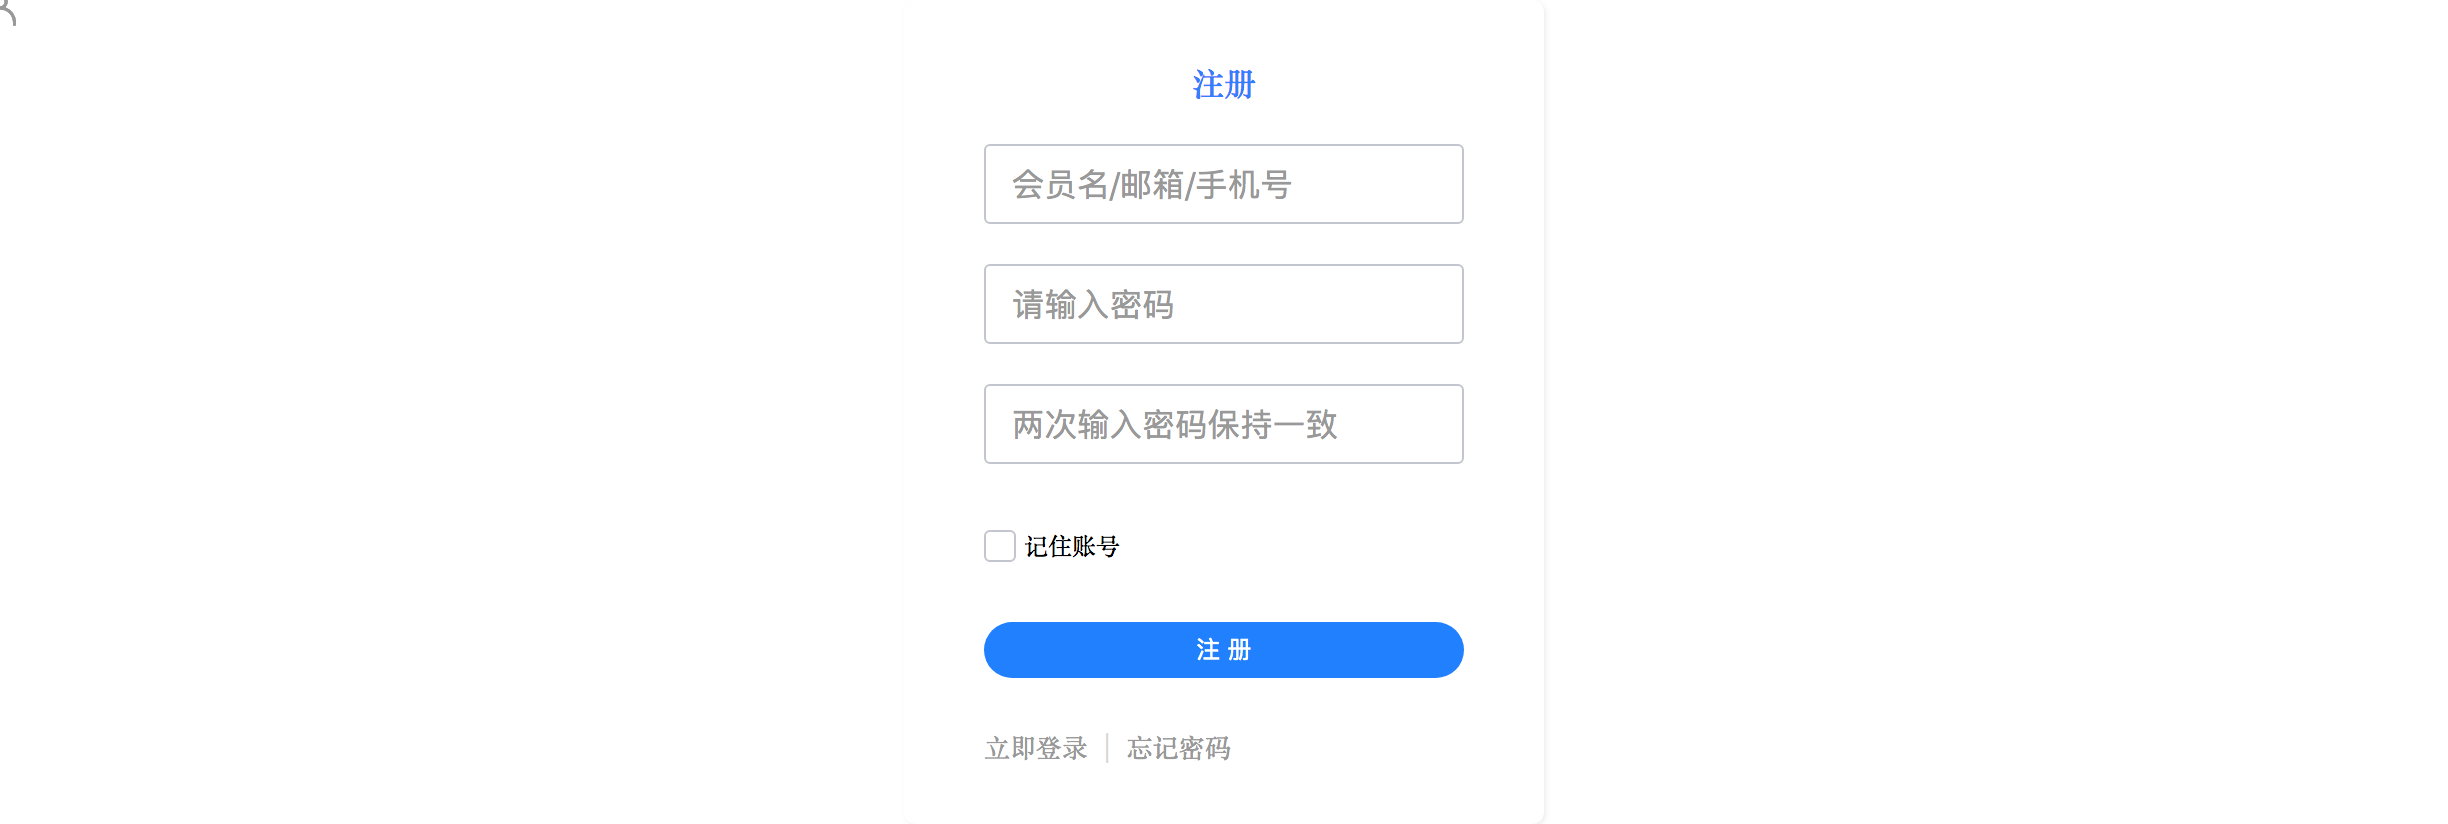 注册
会员名/邮箱/手机号
请输入密码
两次输入密码保持一致
记住账号
注 册
立即登录 | 忘记密码